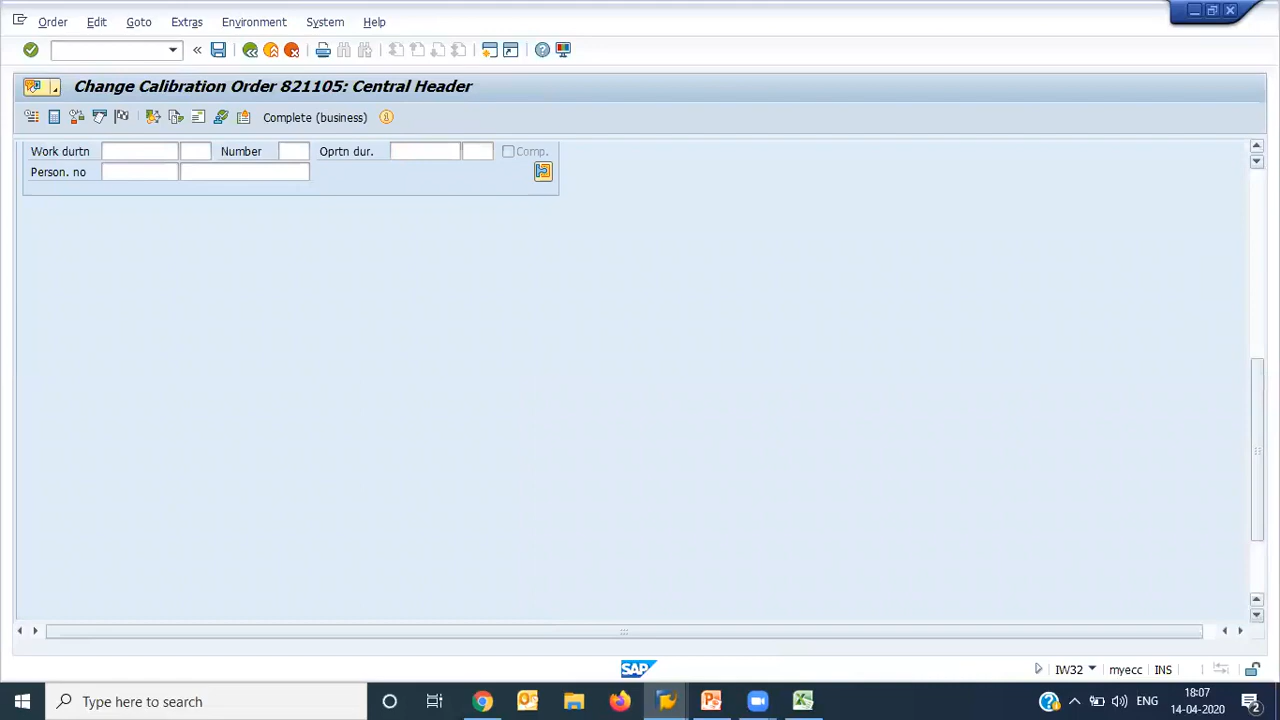 Order Edit Goto Extras Environment System Help
Change Calibration Order 821105: Central Header
Complete (business)
Work durtn Number Oprtn dur. Comp.
Person. no
SAP
IW32 myecc INS
Type here to search
ENG
18:07
14-04-2020
2